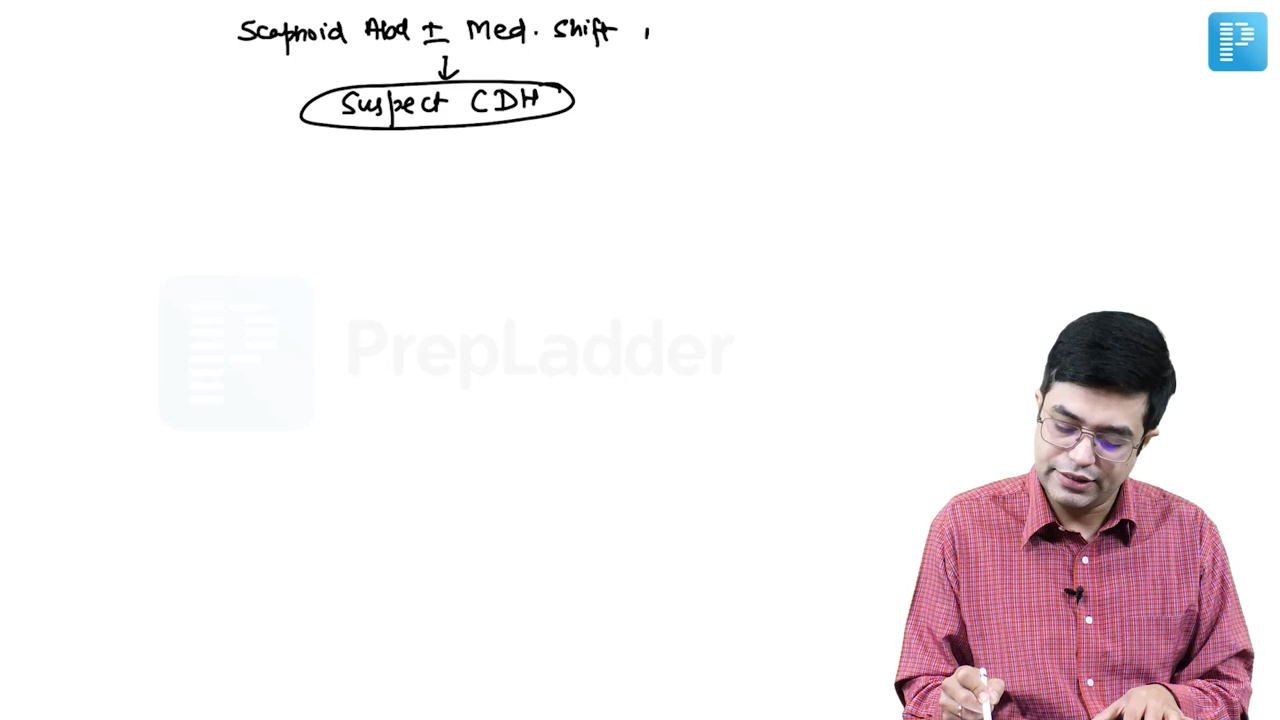 Scaphoid Abd ± Med. Shift
↓
Suspect CDH
PrepLadder